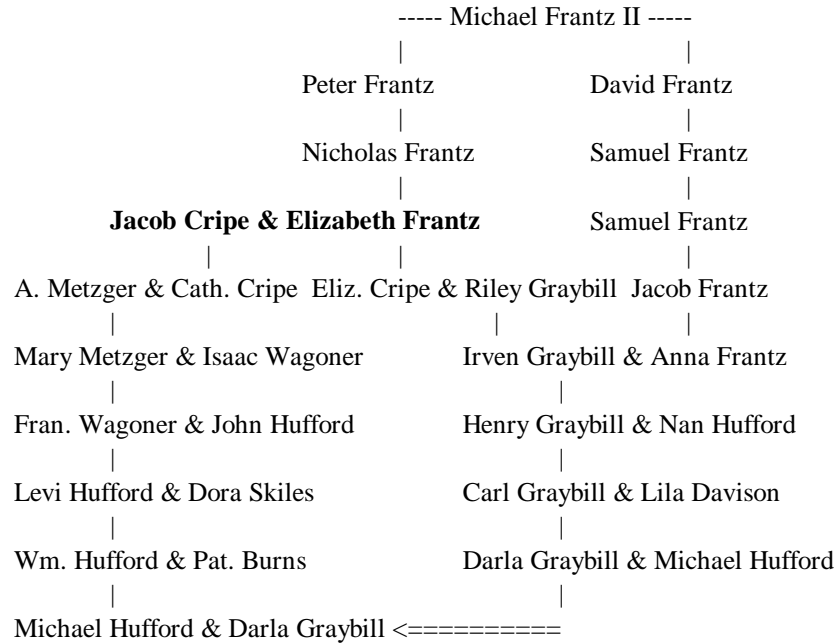 ----- Michael Frantz II -----
| |
Peter Frantz David Frantz
| |
Nicholas Frantz Samuel Frantz
| |
Jacob Cripe & Elizabeth Frantz Samuel Frantz
| | |
A. Metzger & Cath. Cripe Eliz. Cripe & Riley Graybill Jacob Frantz
| | |
Mary Metzger & Isaac Wagoner Irven Graybill & Anna Frantz
| |
Fran. Wagoner & John Hufford Henry Graybill & Nan Hufford
| |
Levi Hufford & Dora Skiles Carl Graybill & Lila Davison
| |
Wm. Hufford & Pat. Burns Darla Graybill & Michael Hufford
| |
Michael Hufford & Darla Graybill <==========